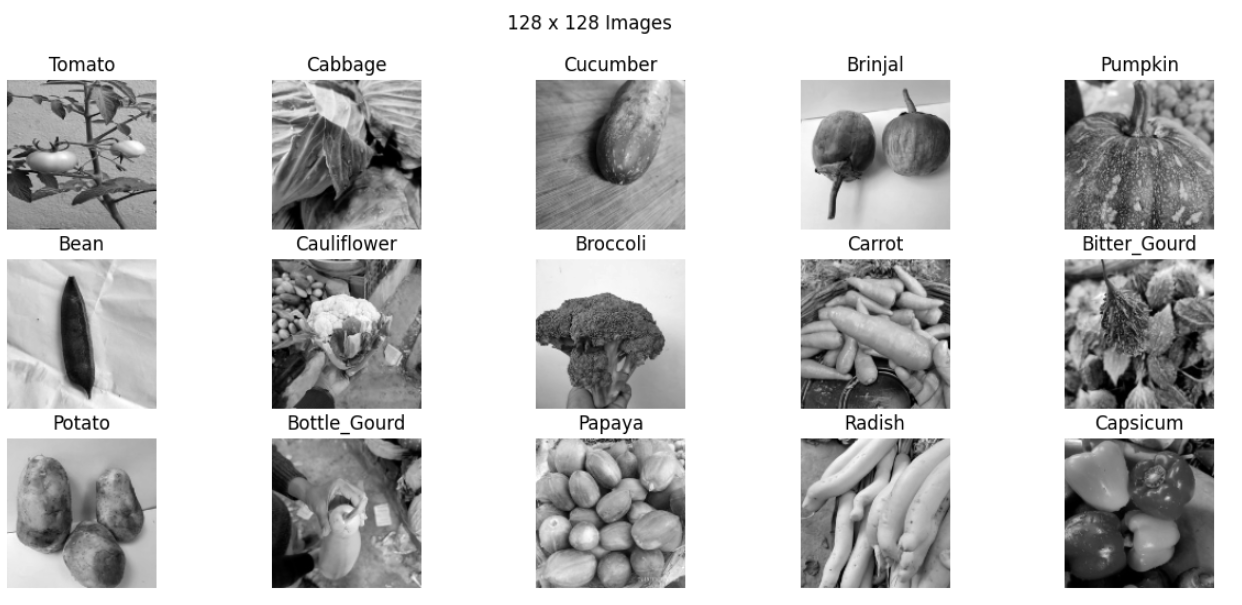 128 x 128 Images
Tomato
Cabbage
Cucumber
Brinjal
Pumpkin
Bean
Cauliflower
Broccoli
Carrot
Bitter_Gourd
Potato
Bottle_Gourd
Papaya
Radish
Capsicum